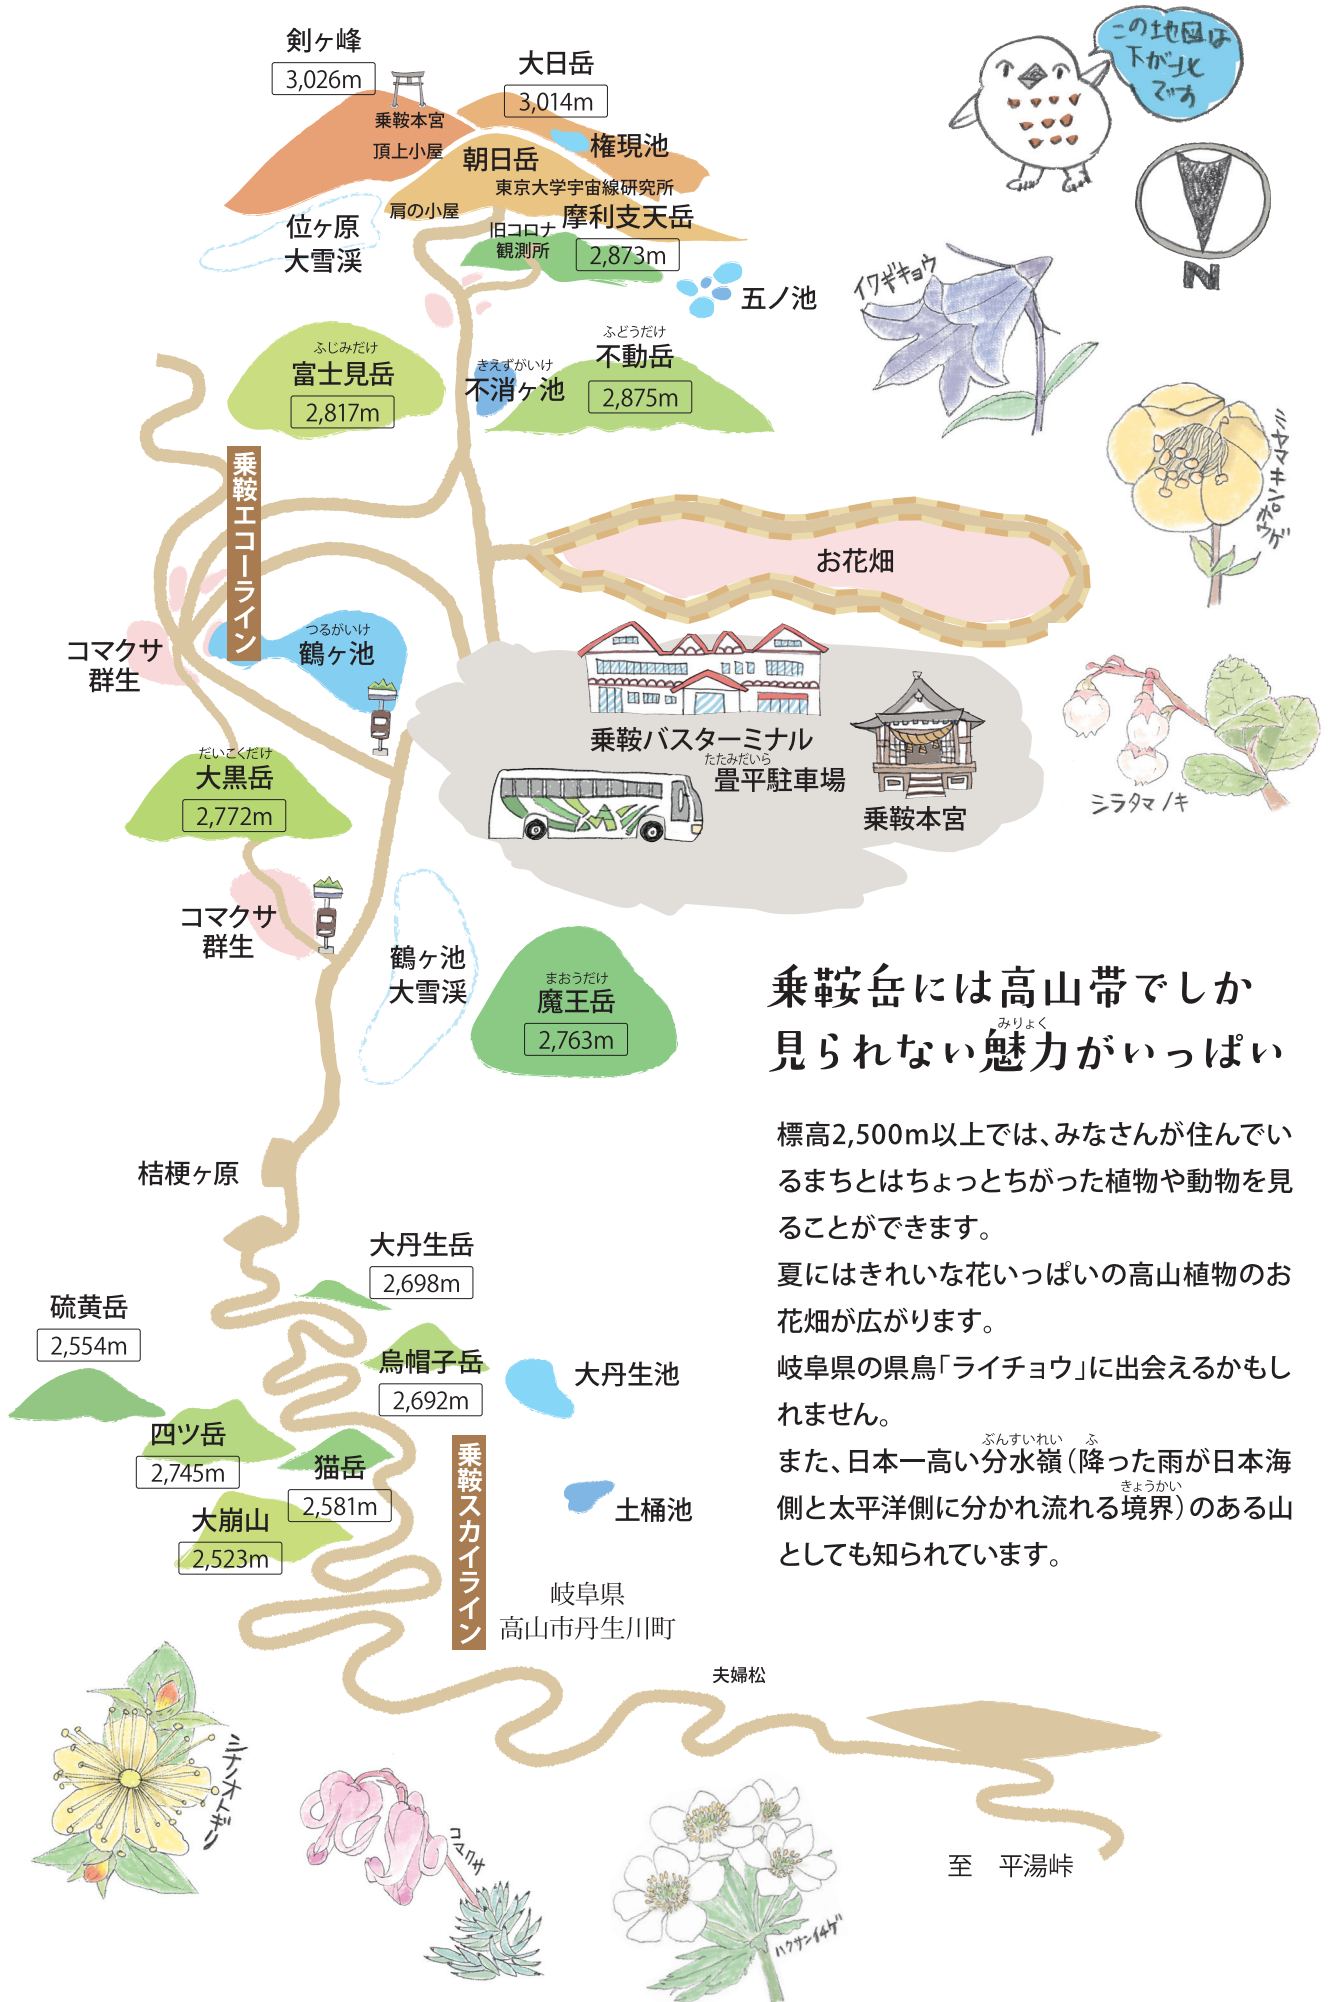 剣ヶ峰
3,026m
大日岳
3,014m
この地図は
下が北
です
乗鞍本宮
頂上小屋
朝日岳
権現池
東京大学宇宙線研究所
肩の小屋
摩利支天岳
2,873m
旧コロナ
観測所
位ヶ原
大雪渓
N
五ノ池
イワギキョウ
ふじみだけ
富士見岳
2,817m
きえずがいけ
不消ヶ池
ふどうだけ
不動岳
2,875m
ミヤマキンポウゲ
乗鞍エコーライン
お花畑
コマクサ
群生
つるがいけ
鶴ヶ池
乗鞍バスターミナル
たたみだいら
畳平駐車場
乗鞍本宮
シラタマノキ
だいこくだけ
大黒岳
2,772m
コマクサ
群生
鶴ヶ池
大雪渓
まおうだけ
魔王岳
2,763m
乗鞍岳には高山帯でしか
みりょく
見られない魅力がいっぱい
標高2,500m以上では、みなさんが住んでい
るまちとはちょっとちがった植物や動物を見
ることができます。
夏にはきれいな花いっぱいの高山植物のお
花畑が広がります。
岐阜県の県鳥「ライチョウ」に出会えるかもし
れません。
ぶんすいれい ふ
また、日本一高い分水嶺(降った雨が日本海
きょうかい
側と太平洋側に分かれ流れる境界)のある山
としても知られています。
桔梗ヶ原
大丹生岳
2,698m
硫黄岳
2,554m
烏帽子岳
2,692m
大丹生池
四ツ岳
2,745m
猫岳
2,581m
大崩山
2,523m
乗鞍スカイライン
土桶池
岐阜県
高山市丹生川町
夫婦松
シナノオトギリ
コマクサ
ハクサンイチゲ
至 平湯峠